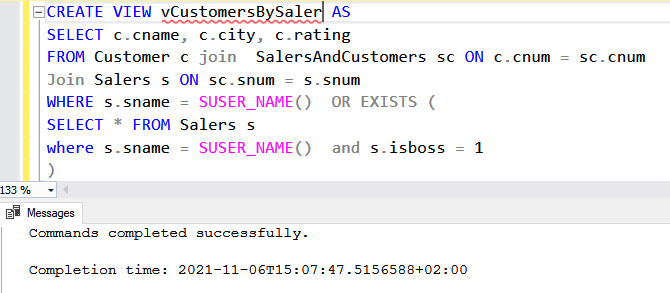 CREATE VIEW vCustomersBySaler AS
SELECT c.cname, c.city, c.rating
FROM Customer c join  SalersAndCustomers sc ON c.cnum = sc.cnum
Join Salers s ON sc.snum = s.snum
WHERE s.sname = SUSER_NAME()  OR EXISTS (
SELECT * FROM Salers s
where s.sname = SUSER_NAME()  and s.isboss = 1
)
133 %
Messages
Commands completed successfully.
Completion time: 2021-11-06T15:07:47.5156588+02:00